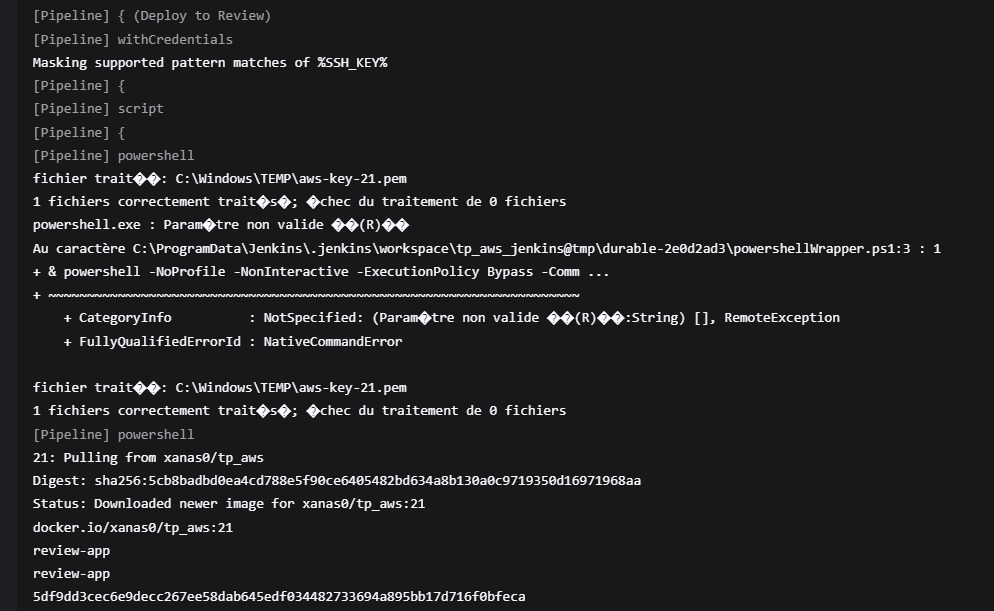 [Pipeline] { (Deploy to Review)
[Pipeline] withCredentials
Masking supported pattern matches of %SSH_KEY%
[Pipeline] {
[Pipeline] script
[Pipeline] {
[Pipeline] powershell
fichier trait��: C:\Windows\TEMP\aws-key-21.pem
1 fichiers correctement trait�s�; �chec du traitement de 0 fichiers
powershell.exe : Param�tre non valide ��(R)��
Au caractère C:\ProgramData\Jenkins\.jenkins\workspace\tp_aws_jenkins@tmp\durable-2e0d2ad3\powershellWrapper.ps1:3 : 1
+ & powershell -NoProfile -NonInteractive -ExecutionPolicy Bypass -Comm ...
+ ~~~~~~~~~~~~~~~~~~~~~~~~~~~~~~~~~~~~~~~~~~~~~~~~~~~~~~~~~~~~~~~~~~~~~
+ CategoryInfo : NotSpecified: (Param�tre non valide ��(R)��:String) [], RemoteException
+ FullyQualifiedErrorId : NativeCommandError
fichier trait��: C:\Windows\TEMP\aws-key-21.pem
1 fichiers correctement trait�s�; �chec du traitement de 0 fichiers
[Pipeline] powershell
21: Pulling from xanas0/tp_aws
Digest: sha256:5cb8badbd0ea4cd788e5f90ce6405482bd634a8b130a0c9719350d16971968aa
Status: Downloaded newer image for xanas0/tp_aws:21
docker.io/xanas0/tp_aws:21
review-app
review-app
5df9dd3cec6e9decc267ee58dab645edf034482733694a895bb17d716f0bfeca